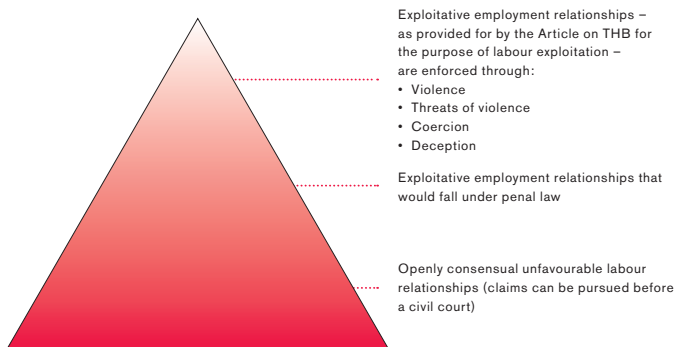 Exploitative employment relationships –
as provided for by the Article on THB for
the purpose of labour exploitation –
are enforced through:
• Violence
• Threats of violence
• Coercion
• Deception
Exploitative employment relationships that
would fall under penal law
Openly consensual unfavourable labour
relationships (claims can be pursued before
a civil court)